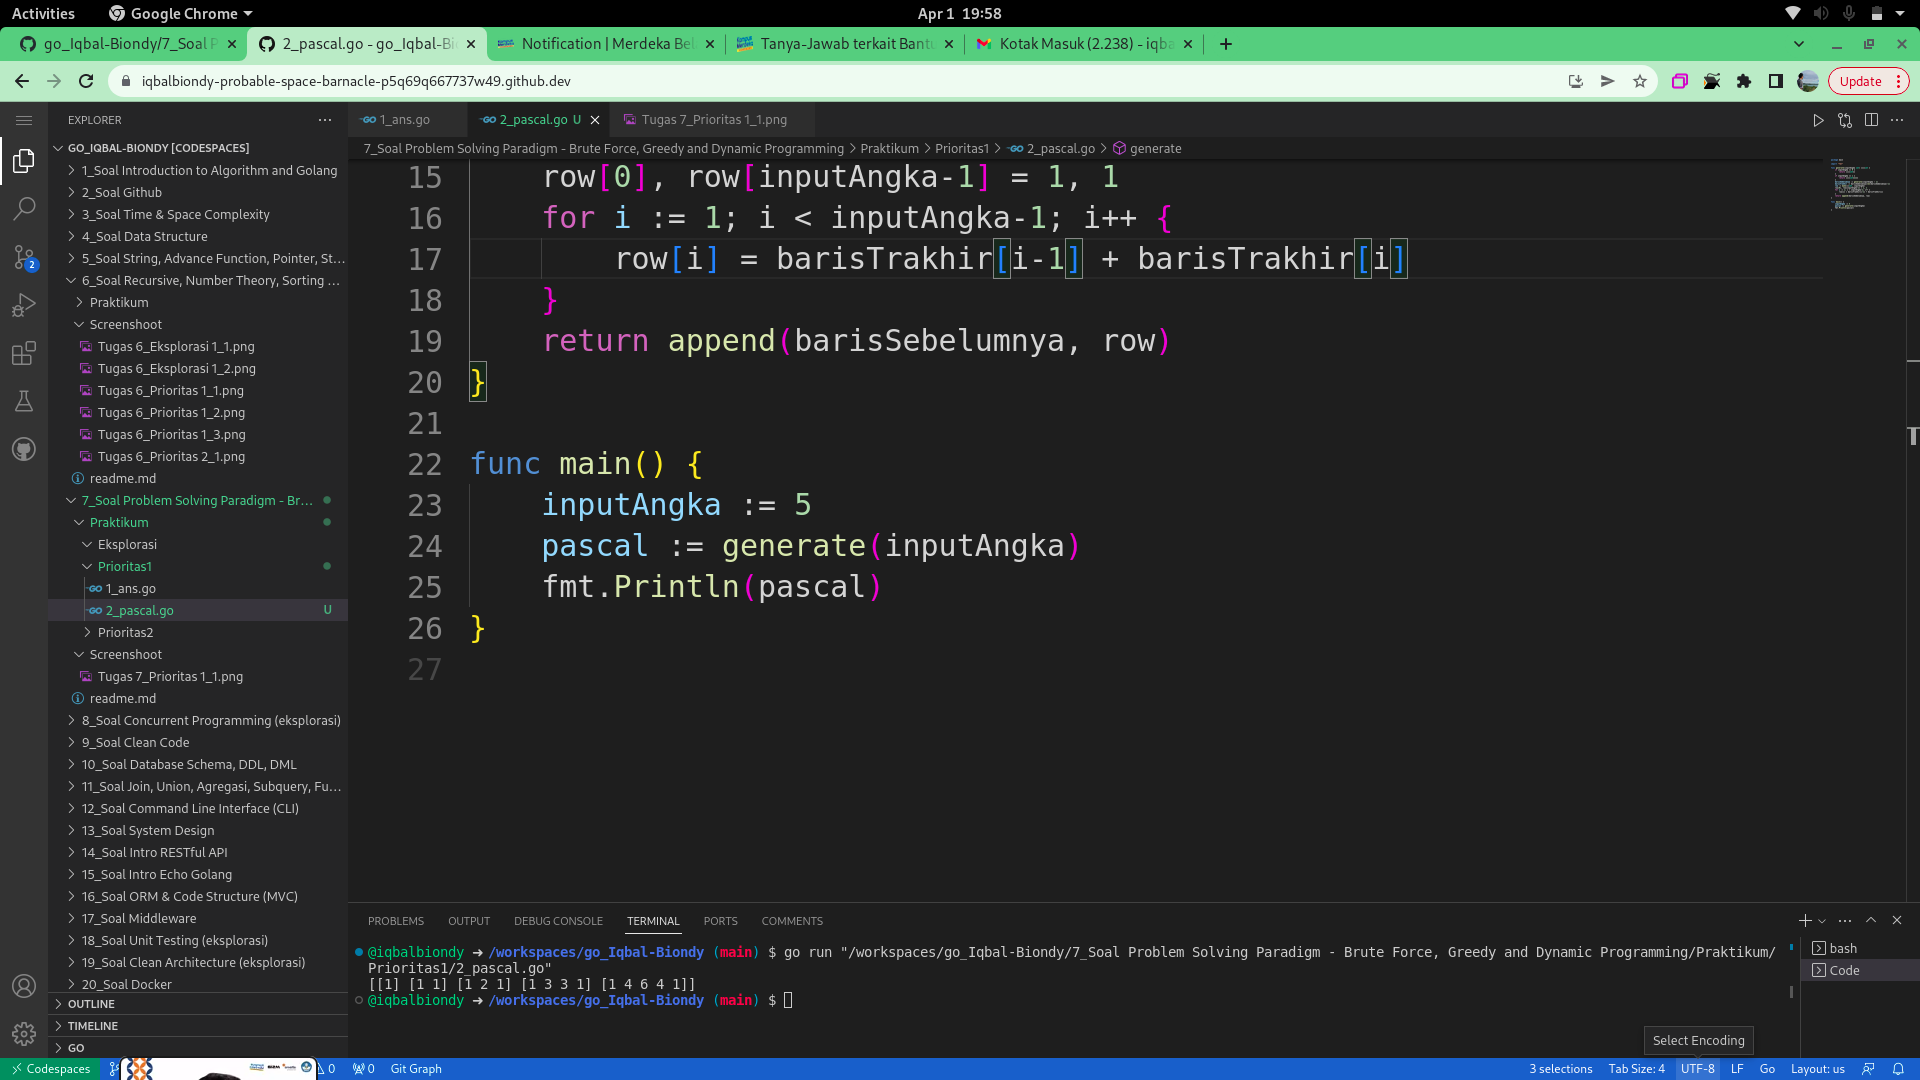 Activities
Google Chrome
Apr 1 19:58
go_Iqbal-Biondy/7_Soal P
2_pascal.go - go_Iqbal-Bi
Notification | Merdeka Be
Tanya-Jawab terkait Bantu
Kotak Masuk (2.238) - iqba
iqbalbiondy-probable-space-barnacle-p5q69q667737w49.github.dev
Update
EXPLORER
GO_IQBAL-BIONDY [CODESPACES]
1_Soal Introduction to Algorithm and Golang
2_Soal Github
3_Soal Time & Space Complexity
4_Soal Data Structure
5_Soal String, Advance Function, Pointer, St...
6_Soal Recursive, Number Theory, Sorting ...
Praktikum
Screenshoot
Tugas 6_Eksplorasi 1_1.png
Tugas 6_Eksplorasi 1_2.png
Tugas 6_Prioritas 1_1.png
Tugas 6_Prioritas 1_2.png
Tugas 6_Prioritas 1_3.png
Tugas 6_Prioritas 2_1.png
readme.md
7_Soal Problem Solving Paradigm - Br...
Praktikum
Eksplorasi
Prioritas1
1_ans.go
2_pascal.go U
Prioritas2
Screenshoot
Tugas 7_Prioritas 1_1.png
readme.md
8_Soal Concurrent Programming (eksplorasi)
9_Soal Clean Code
10_Soal Database Schema, DDL, DML
11_Soal Join, Union, Agregasi, Subquery, Fu...
12_Soal Command Line Interface (CLI)
13_Soal System Design
14_Soal Intro RESTful API
15_Soal Intro Echo Golang
16_Soal ORM & Code Structure (MVC)
17_Soal Middleware
18_Soal Unit Testing (eksplorasi)
19_Soal Clean Architecture (eksplorasi)
20_Soal Docker
OUTLINE
TIMELINE
GO
2
1_ans.go
2_pascal.go U
Tugas 7_Prioritas 1_1.png
7_Soal Problem Solving Paradigm - Brute Force, Greedy and Dynamic Programming > Praktikum > Prioritas1 > 2_pascal.go > generate
15 row[0], row[inputAngka-1] = 1, 1
16 for i := 1; i < inputAngka-1; i++ {
17 row[i] = barisTrakhir[i-1] + barisTrakhir[i]
18 }
19 return append(barisSebelumnya, row)
20 }
21
22 func main() {
23 inputAngka := 5
24 pascal := generate(inputAngka)
25 fmt.Println(pascal)
26 }
27
PROBLEMS OUTPUT DEBUG CONSOLE TERMINAL PORTS COMMENTS
@iqbalbiondy ➜ /workspaces/go_Iqbal-Biondy (main) $ go run "/workspaces/go_Iqbal-Biondy/7_Soal Problem Solving Paradigm - Brute Force, Greedy and Dynamic Programming/Praktikum/
Prioritas1/2_pascal.go"
[[1] [1 1] [1 2 1] [1 3 3 1] [1 4 6 4 1]]
@iqbalbiondy ➜ /workspaces/go_Iqbal-Biondy (main) $
bash
Code
Select Encoding
Codespaces
0
0
Git Graph
3 selections
Tab Size: 4
UTF-8
LF
Go
Layout: us